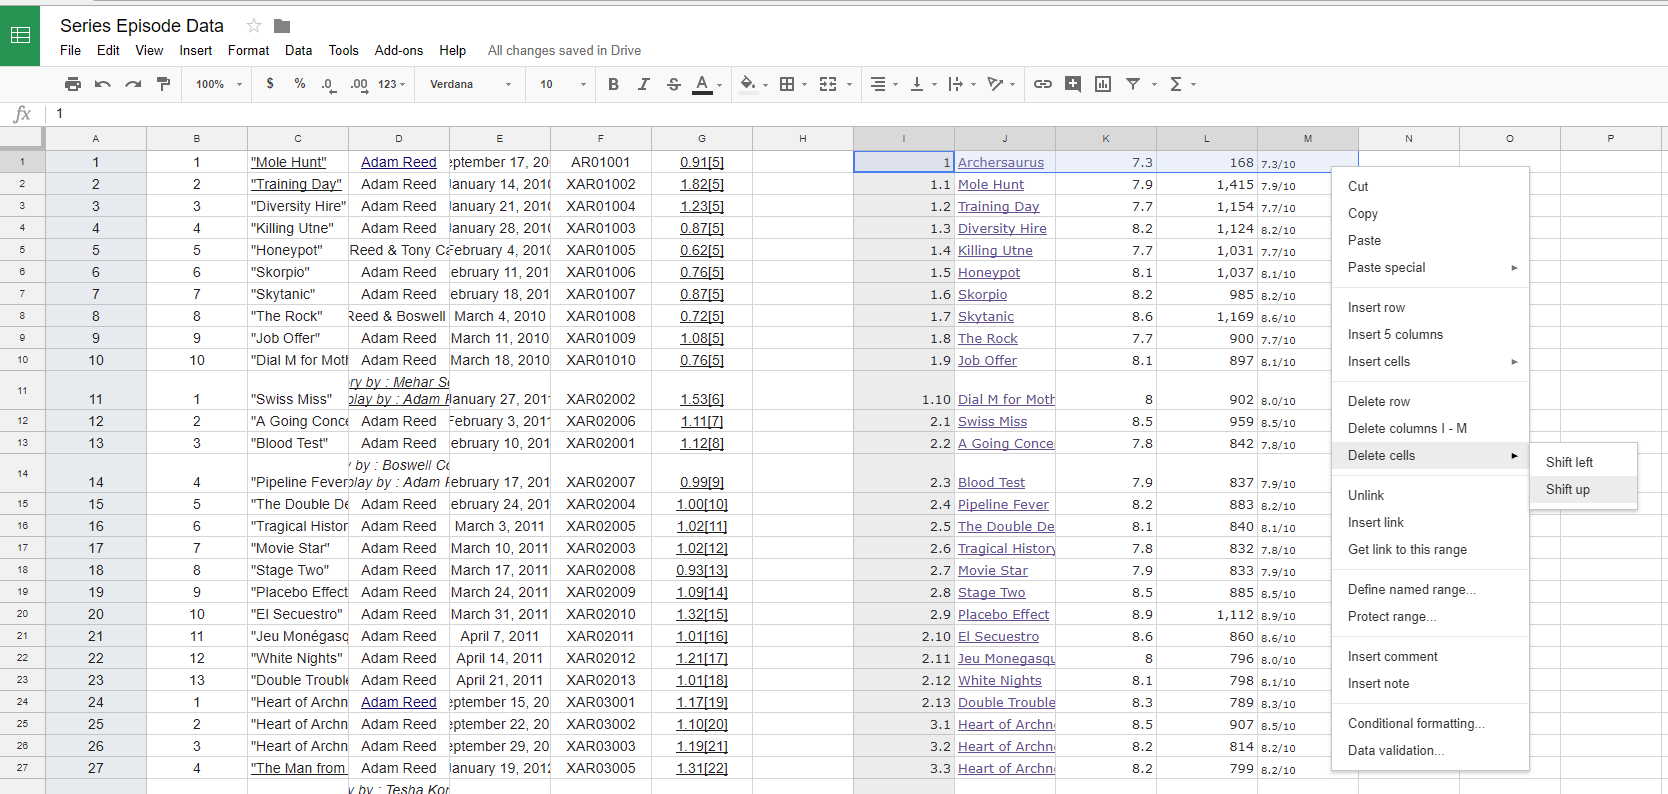 Series Episode Data
File Edit View Insert Format Data Tools Add-ons Help All changes saved in Drive
100% $ % .0 .00 123 Verdana 10 B I S A Σ
fx 1
A B C D E F G H I J K L M N O P
1 1 1 "Mole Hunt" Adam Reed eptember 17, 20 AR01001 0.91[5] 1 Archersaurus 7.3 168 7.3/10
2 2 2 "Training Day" Adam Reed January 14, 2010 XAR01002 1.82[5] 1.1 Mole Hunt 7.9 1,415 7.9/10
3 3 3 "Diversity Hire" Adam Reed January 21, 2010 XAR01004 1.23[5] 1.2 Training Day 7.7 1,154 7.7/10
4 4 4 "Killing Utne" Adam Reed January 28, 2010 XAR01003 0.87[5] 1.3 Diversity Hire 8.2 1,124 8.2/10
5 5 5 "Honeypot" Reed & Tony Ca February 4, 2010 XAR01005 0.62[5] 1.4 Killing Utne 7.7 1,031 7.7/10
6 6 6 "Skorpio" Adam Reed ebruary 11, 201 XAR01006 0.76[5] 1.5 Honeypot 8.1 1,037 8.1/10
7 7 7 "Skytanic" Adam Reed ebruary 18, 201 XAR01007 0.87[5] 1.6 Skorpio 8.2 985 8.2/10
8 8 8 "The Rock" Reed & Boswell March 4, 2010 XAR01008 0.72[5] 1.7 Skytanic 8.6 1,169 8.6/10
9 9 9 "Job Offer" Adam Reed March 11, 2010 XAR01009 1.08[5] 1.8 The Rock 7.7 900 7.7/10
10 10 10 "Dial M for Moth Adam Reed March 18, 2010 XAR01010 0.76[5] 1.9 Job Offer 8.1 897 8.1/10
ry by : Mehar Se
11 11 1 "Swiss Miss" play by : Adam R January 27, 2011 XAR02002 1.53[6] 1.10 Dial M for Moth 8 902 8.0/10
12 12 2 "A Going Conce Adam Reed February 3, 2011 XAR02006 1.11[7] 2.1 Swiss Miss 8.5 959 8.5/10
13 13 3 "Blood Test" Adam Reed ebruary 10, 201 XAR02001 1.12[8] 2.2 A Going Concer 7.8 842 7.8/10
y by : Boswell Co
14 14 4 "Pipeline Fever play by : Adam R ebruary 17, 201 XAR02007 0.99[9] 2.3 Blood Test 7.9 837 7.9/10
15 15 5 "The Double De Adam Reed ebruary 24, 201 XAR02004 1.00[10] 2.4 Pipeline Fever 8.2 883 8.2/10
16 16 6 "Tragical Histor Adam Reed March 3, 2011 XAR02005 1.02[11] 2.5 The Double De 8.1 840 8.1/10
17 17 7 "Movie Star" Adam Reed March 10, 2011 XAR02003 1.02[12] 2.6 Tragical History 7.8 832 7.8/10
18 18 8 "Stage Two" Adam Reed March 17, 2011 XAR02008 0.93[13] 2.7 Movie Star 7.9 833 7.9/10
19 19 9 "Placebo Effect Adam Reed March 24, 2011 XAR02009 1.09[14] 2.8 Stage Two 8.5 885 8.5/10
20 20 10 "El Secuestro" Adam Reed March 31, 2011 XAR02010 1.32[15] 2.9 Placebo Effect 8.9 1,112 8.9/10
21 21 11 "Jeu Monégasq Adam Reed April 7, 2011 XAR02011 1.01[16] 2.10 El Secuestro 8.6 860 8.6/10
22 22 12 "White Nights" Adam Reed April 14, 2011 XAR02012 1.21[17] 2.11 Jeu Monegasqu 8 796 8.0/10
23 23 13 "Double Trouble Adam Reed April 21, 2011 XAR02013 1.01[18] 2.12 White Nights 8.1 798 8.1/10
24 24 1 "Heart of Archn Adam Reed eptember 15, 20 XAR03001 1.17[19] 2.13 Double Trouble 8.3 789 8.3/10
25 25 2 "Heart of Archn Adam Reed eptember 22, 20 XAR03002 1.10[20] 3.1 Heart of Archn 8.5 907 8.5/10
26 26 3 "Heart of Archn Adam Reed eptember 29, 20 XAR03003 1.19[21] 3.2 Heart of Archn 8.2 814 8.2/10
27 27 4 "The Man from Adam Reed January 19, 2012 XAR03005 1.31[22] 3.3 Heart of Archn 8.2 799 8.2/10
y by : Tesha Kon
Cut
Copy
Paste
Paste special
Insert row
Insert 5 columns
Insert cells
Delete row
Delete columns I - M
Delete cells
Shift left
Shift up
Unlink
Insert link
Get link to this range
Define named range...
Protect range...
Insert comment
Insert note
Conditional formatting...
Data validation...